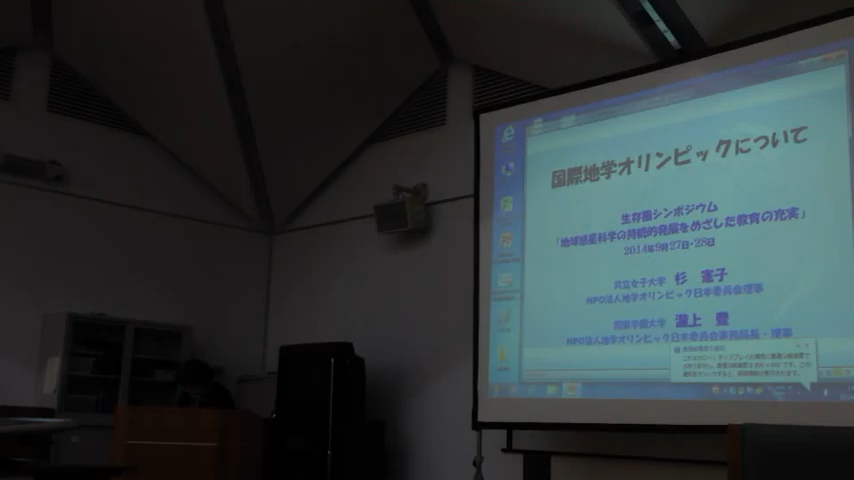 国際地学オリンピックについて
生存圏シンポジウム
「地球惑星科学の持続的発展をめざした教育の充実」
2014年9月27日・28日
共立女子大学 杉 憲子
NPO法人地学オリンピック日本委員会理事
関東学園大学 瀧上 豊
NPO法人地学オリンピック日本委員会事務局長・理事